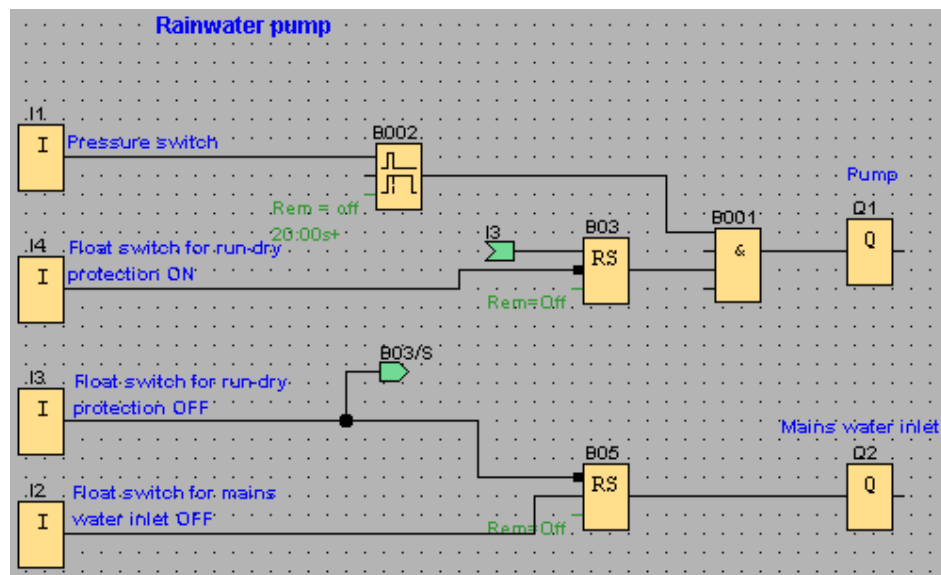 Rainwater pump
I1
I
Pressure switch
B002
Rem = off
20:00s+
Pump
Q1
Q
I4
I
Float switch for run-dry
protection ON
I3
B03
RS
Rem=Off
B001
&
B03/S
I3
I
Float switch for run-dry
protection OFF
Mains water inlet
B05
RS
Rem=Off
Q2
Q
I2
I
Float switch for mains
water inlet OFF